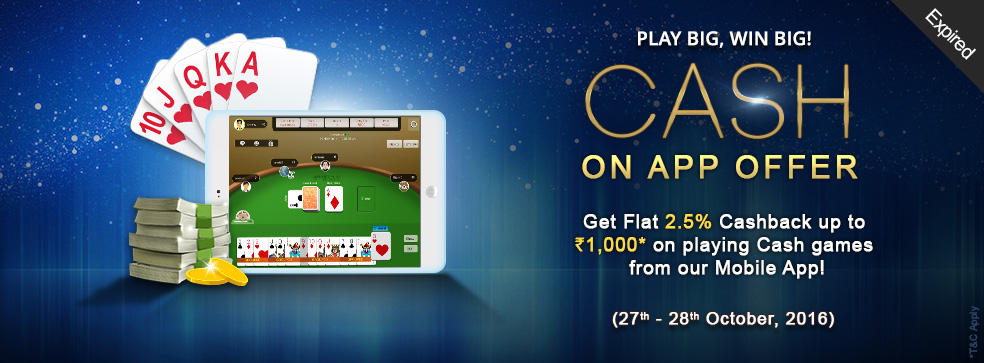 Expired
PLAY BIG, WIN BIG!
CASH
ON APP OFFER
Get Flat 2.5% Cashback up to
₹1,000* on playing Cash games
from our Mobile App!
(27th - 28th October, 2016)
*T&C Apply
10
J
Q
K
A